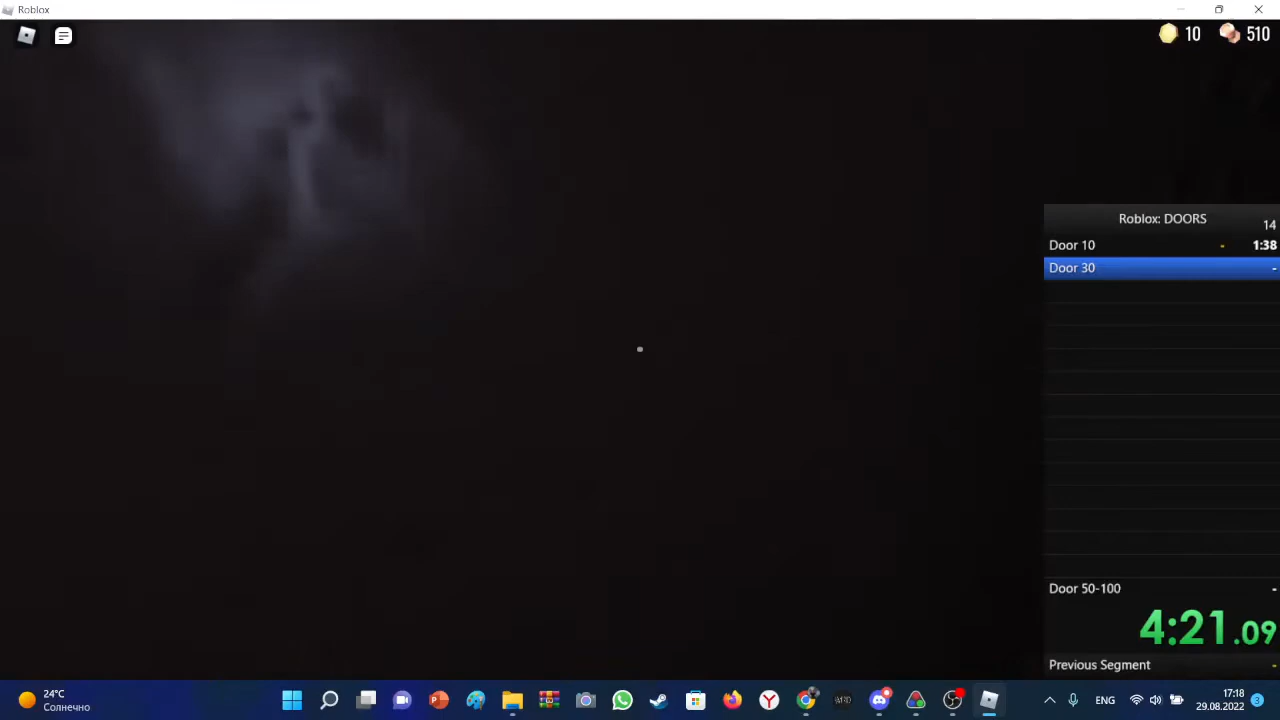 Roblox
10
510
Roblox: DOORS
14
Door 10 - 1:38
Door 30 -
Door 50-100 -
4:21.09
Previous Segment -
24°C
Солнечно
ENG
17:18
29.08.2022
3